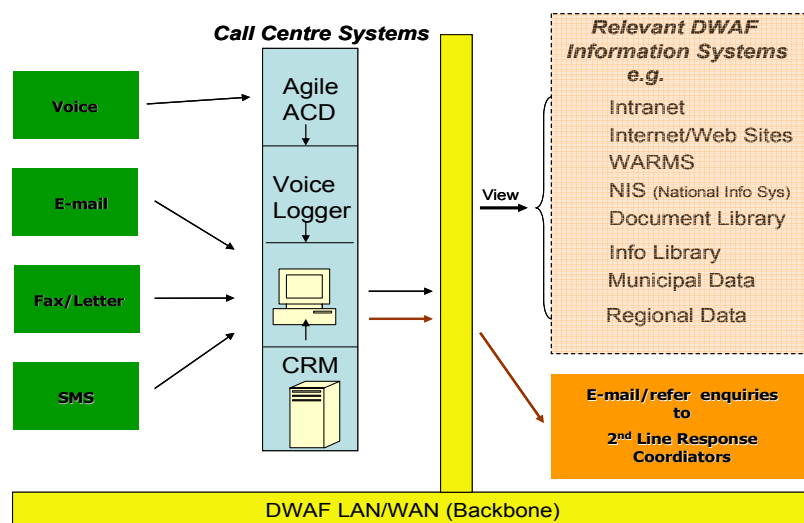 Call Centre Systems
Voice
E-mail
Fax/Letter
SMS
Agile
ACD
Voice
Logger
CRM
View
Relevant DWAF
Information Systems
e.g.
Intranet
Internet/Web Sites
WARMS
NIS (National Info Sys)
Document Library
Info Library
Municipal Data
Regional Data
E-mail/refer enquiries
to
2nd Line Response
Coordiators
DWAF LAN/WAN (Backbone)